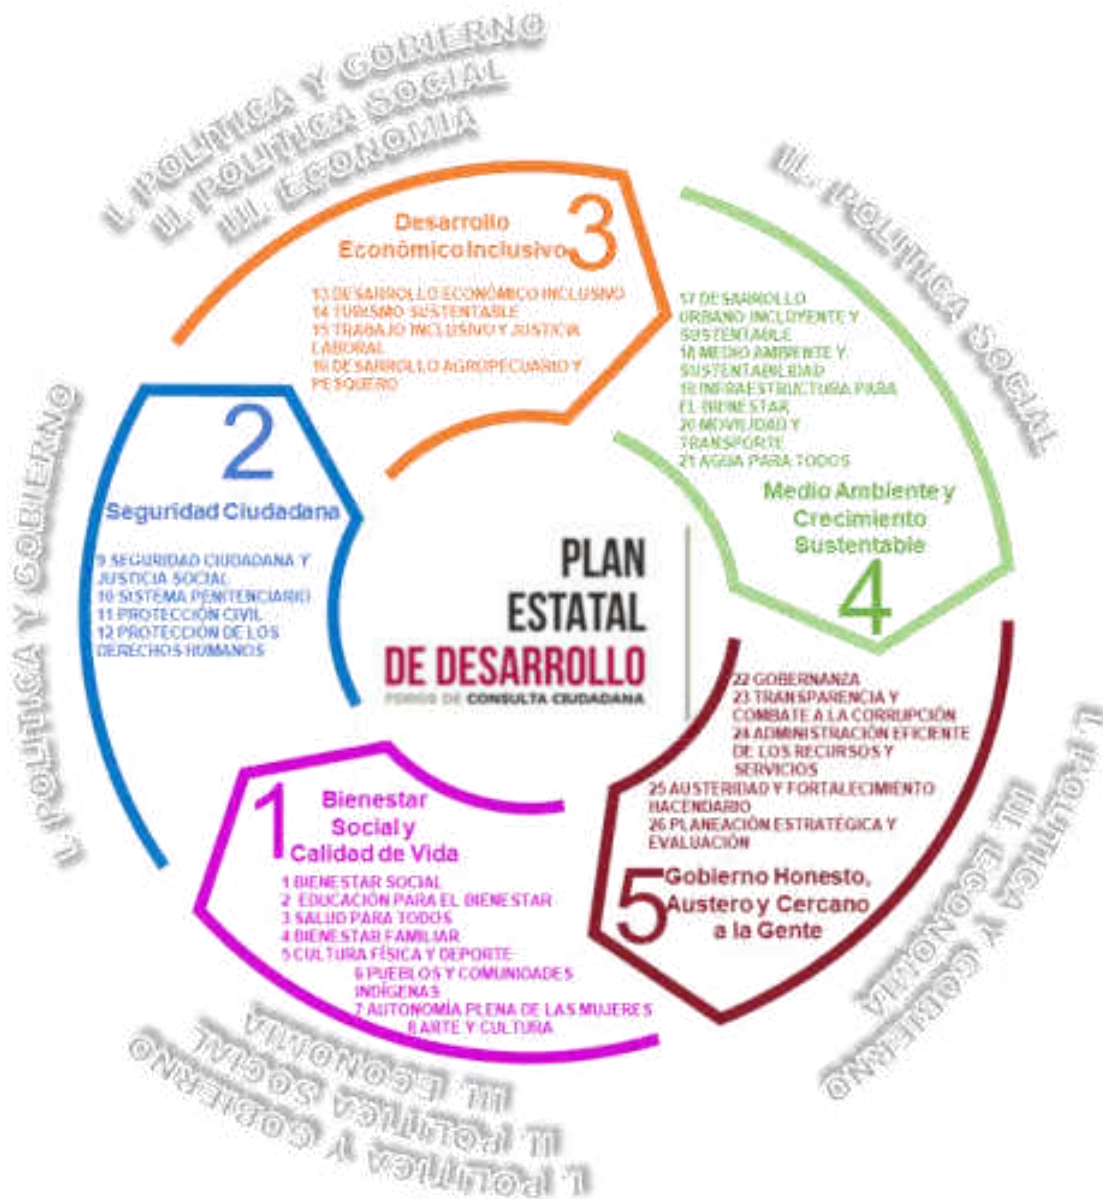 I. POLÍTICA Y GOBIERNO
II. POLÍTICA SOCIAL
III. ECONOMIA
Desarrollo
Económico Inclusivo
3
13 DESARROLLO ECONÓMICO INCLUSIVO
14 TURISMO SUSTENTABLE
15 TRABAJO INCLUSIVO Y JUSTICIA
LABORAL
16 DESARROLLO AGROPECUARIO Y
PESQUERO
II. POLITICA SOCIAL
17 DESARROLLO
URBANO INCLUYENTE Y
SUSTENTABLE
18 MEDIO AMBIENTE Y
SUSTENTABILIDAD
19 INFRAESTRUCTURA PARA
EL BIENESTAR
20 MOVILIDAD Y
TRANSPORTE
21 AGUA PARA TODOS
Medio Ambiente y
Crecimiento
Sustentable
4
I. POLITICA Y GOBIERNO
2
Seguridad Ciudadana
9 SEGURIDAD CIUDADANA Y
JUSTICIA SOCIAL
10 SISTEMA PENITENCIARIO
11 PROTECCIÓN CIVIL
12 PROTECCIÓN DE LOS
DERECHOS HUMANOS
PLAN
ESTATAL
DE DESARROLLO
FOROS DE CONSULTA CIUDADANA
22 GOBERNANZA
23 TRANSPARENCIA Y
COMBATE A LA CORRUPCIÓN
24 ADMINISTRACIÓN EFICIENTE
DE LOS RECURSOS Y
SERVICIOS
25 AUSTERIDAD Y FORTALECIMIENTO
HACENDARIO
26 PLANEACIÓN ESTRATÉGICA Y
EVALUACIÓN
5
Gobierno Honesto,
Austero y Cercano
a la Gente
I. POLITICA Y GOBIERNO
III. ECONOMIA
1
Bienestar
Social y
Calidad de Vida
1 BIENESTAR SOCIAL
2 EDUCACIÓN PARA EL BIENESTAR
3 SALUD PARA TODOS
4 BIENESTAR FAMILIAR
5 CULTURA FÍSICA Y DEPORTE
6 PUEBLOS Y COMUNIDADES
INDÍGENAS
7 AUTONOMÍA PLENA DE LAS MUJERES
8 ARTE Y CULTURA
I. POLITICA Y GOBIERNO
II. POLITICA SOCIAL
III. ECONOMIA